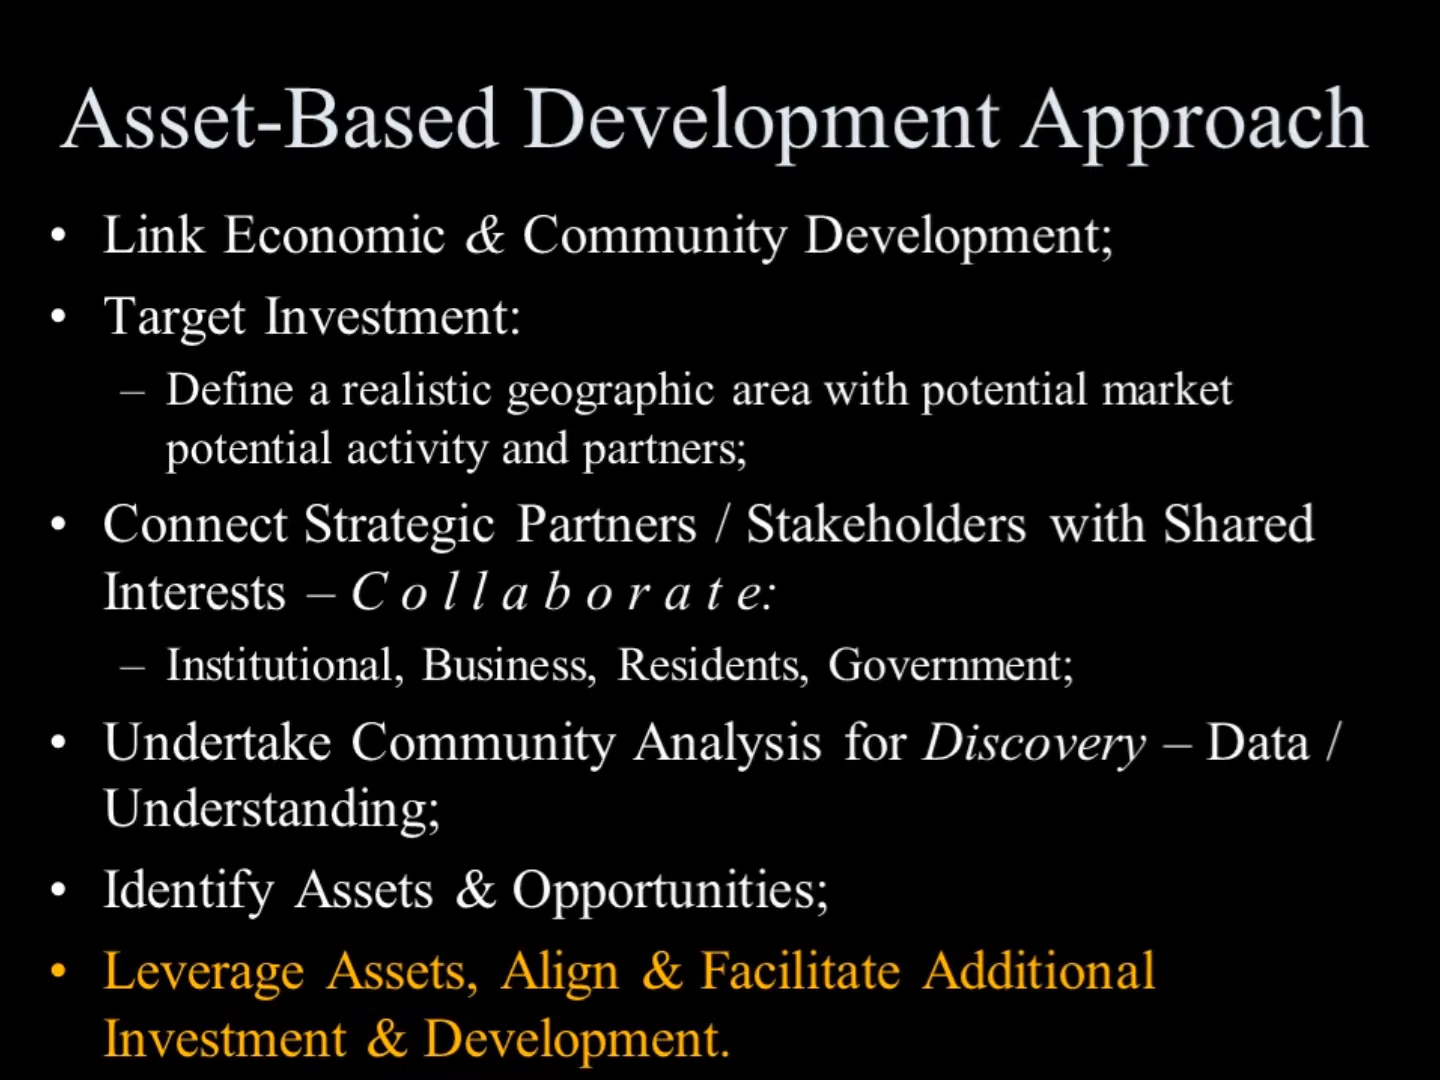 Asset-Based Development Approach
• Link Economic & Community Development;
• Target Investment:
– Define a realistic geographic area with potential market
potential activity and partners;
• Connect Strategic Partners / Stakeholders with Shared
Interests – C o l l a b o r a t e:
– Institutional, Business, Residents, Government;
• Undertake Community Analysis for Discovery – Data /
Understanding;
• Identify Assets & Opportunities;
• Leverage Assets, Align & Facilitate Additional
Investment & Development.